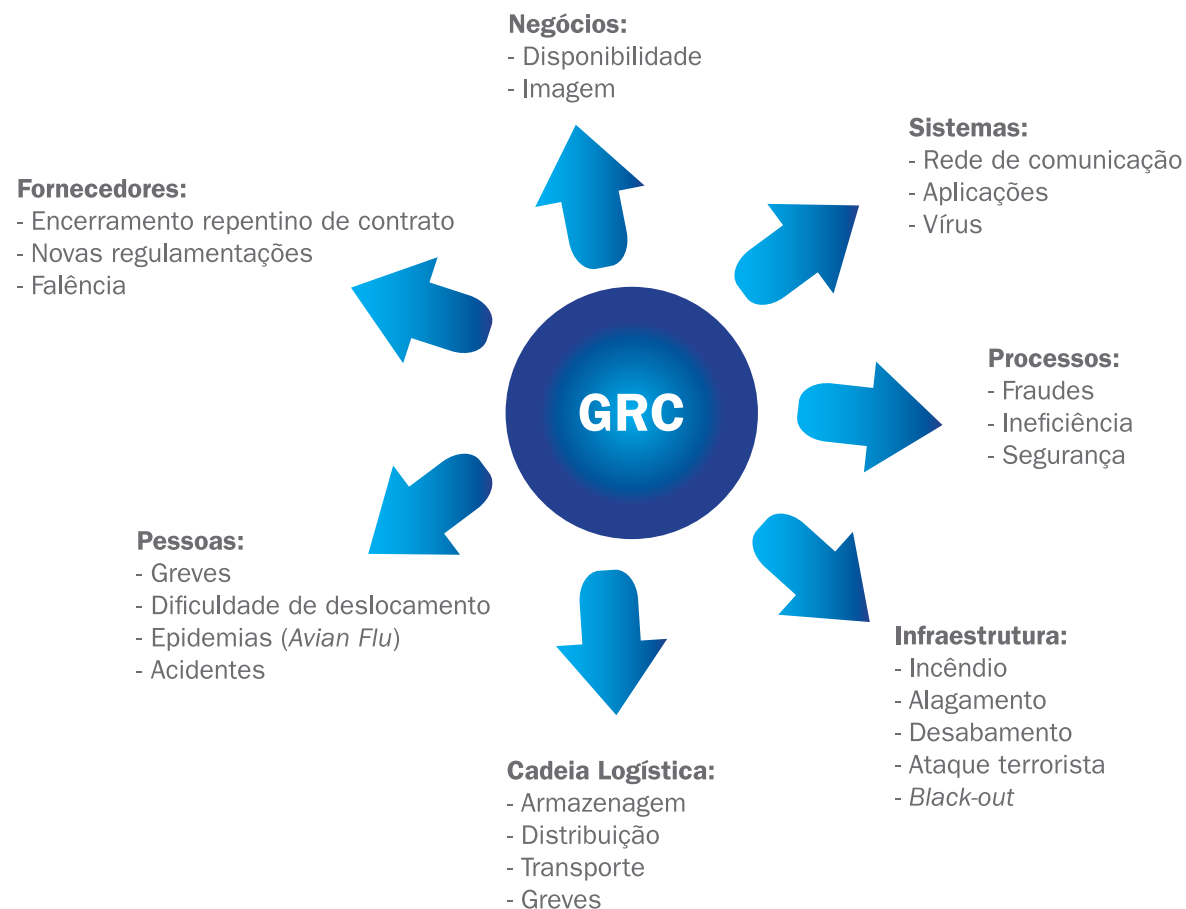 Negócios:
- Disponibilidade
- Imagem
Sistemas:
- Rede de comunicação
- Aplicações
- Vírus
Fornecedores:
- Encerramento repentino de contrato
- Novas regulamentações
- Falência
GRC
Processos:
- Fraudes
- Ineficiência
- Segurança
Pessoas:
- Greves
- Dificuldade de deslocamento
- Epidemias (Avian Flu)
- Acidentes
Infraestrutura:
- Incêndio
- Alagamento
- Desabamento
- Ataque terrorista
- Black-out
Cadeia Logística:
- Armazenagem
- Distribuição
- Transporte
- Greves